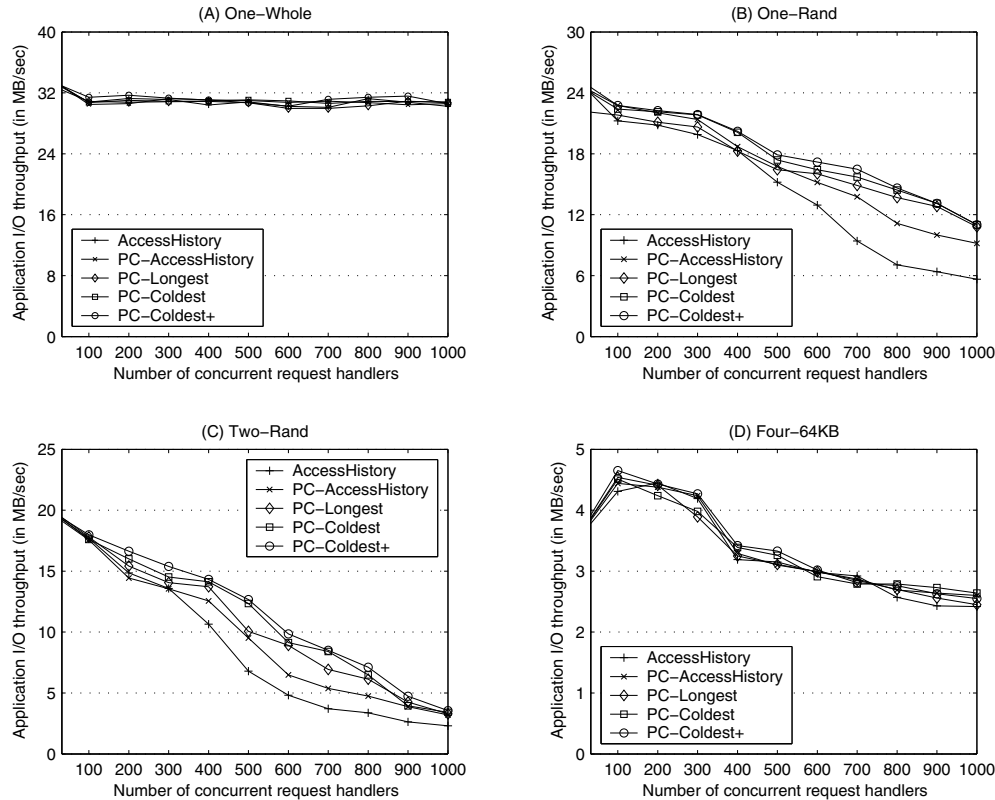 (A) One−Whole
Application I/O throughput (in MB/sec)
40
32
24
16
8
0
AccessHistory
PC−AccessHistory
PC−Longest
PC−Coldest
PC−Coldest+
100 200 300 400 500 600 700 800 900 1000
Number of concurrent request handlers
(B) One−Rand
Application I/O throughput (in MB/sec)
30
24
18
12
6
0
AccessHistory
PC−AccessHistory
PC−Longest
PC−Coldest
PC−Coldest+
100 200 300 400 500 600 700 800 900 1000
Number of concurrent request handlers
(C) Two−Rand
Application I/O throughput (in MB/sec)
25
20
15
10
5
0
AccessHistory
PC−AccessHistory
PC−Longest
PC−Coldest
PC−Coldest+
100 200 300 400 500 600 700 800 900 1000
Number of concurrent request handlers
(D) Four−64KB
Application I/O throughput (in MB/sec)
5
4
3
2
1
0
AccessHistory
PC−AccessHistory
PC−Longest
PC−Coldest
PC−Coldest+
100 200 300 400 500 600 700 800 900 1000
Number of concurrent request handlers